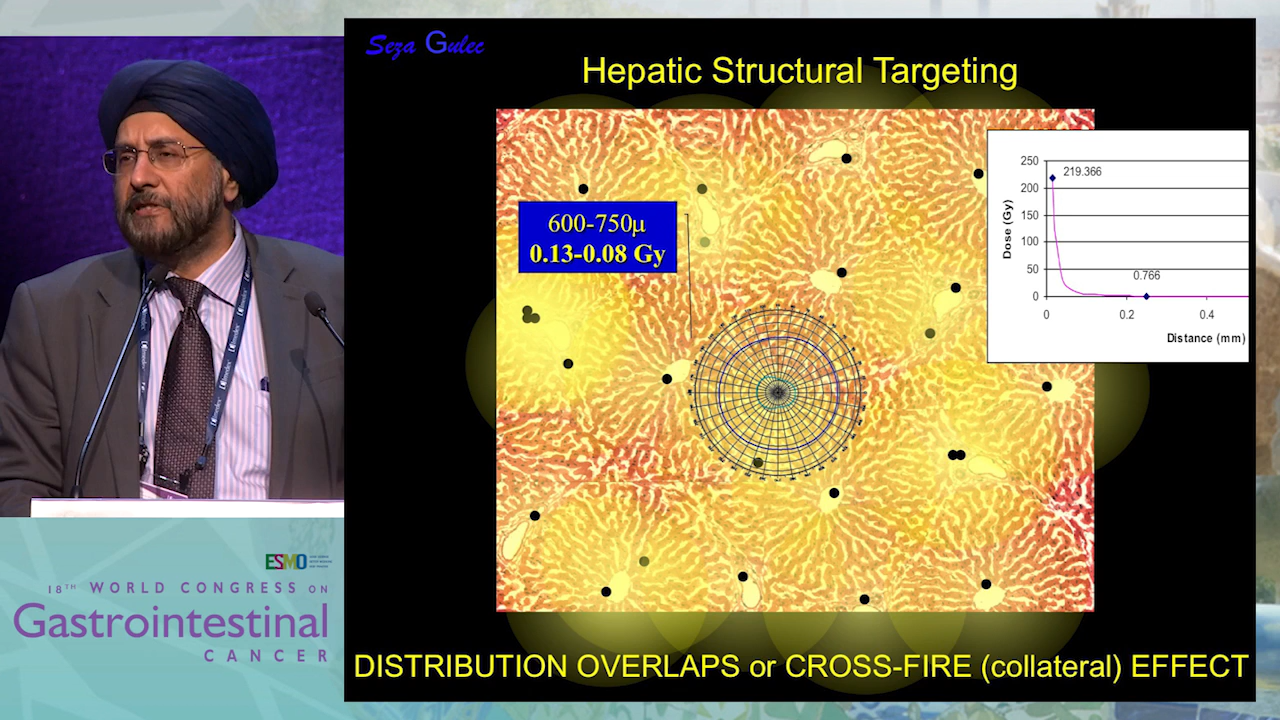 Seza Gulec
Hepatic Structural Targeting
600-750µ
0.13-0.08 Gy
250
200
150
100
50
0
Dose (Gy)
219.366
0.766
0
0.2
0.4
Distance (mm)
DISTRIBUTION OVERLAPS or CROSS-FIRE (collateral) EFFECT
ESMO
18TH WORLD CONGRESS ON
Gastrointestinal
CANCER